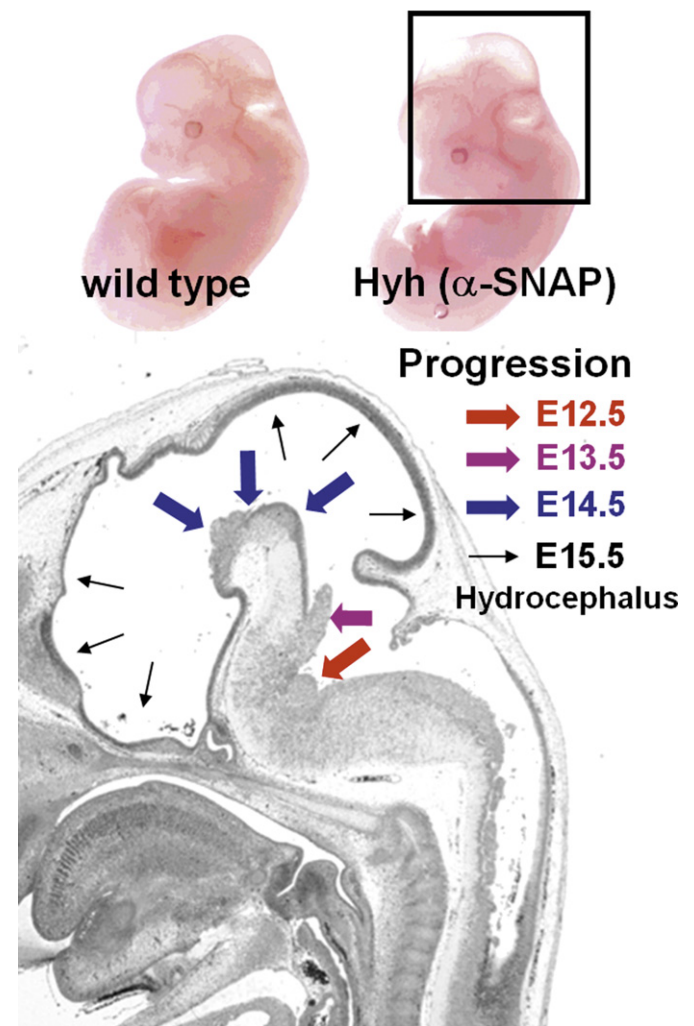 wild type
Hyh (α-SNAP)
Progression
E12.5
E13.5
E14.5
E15.5
Hydrocephalus